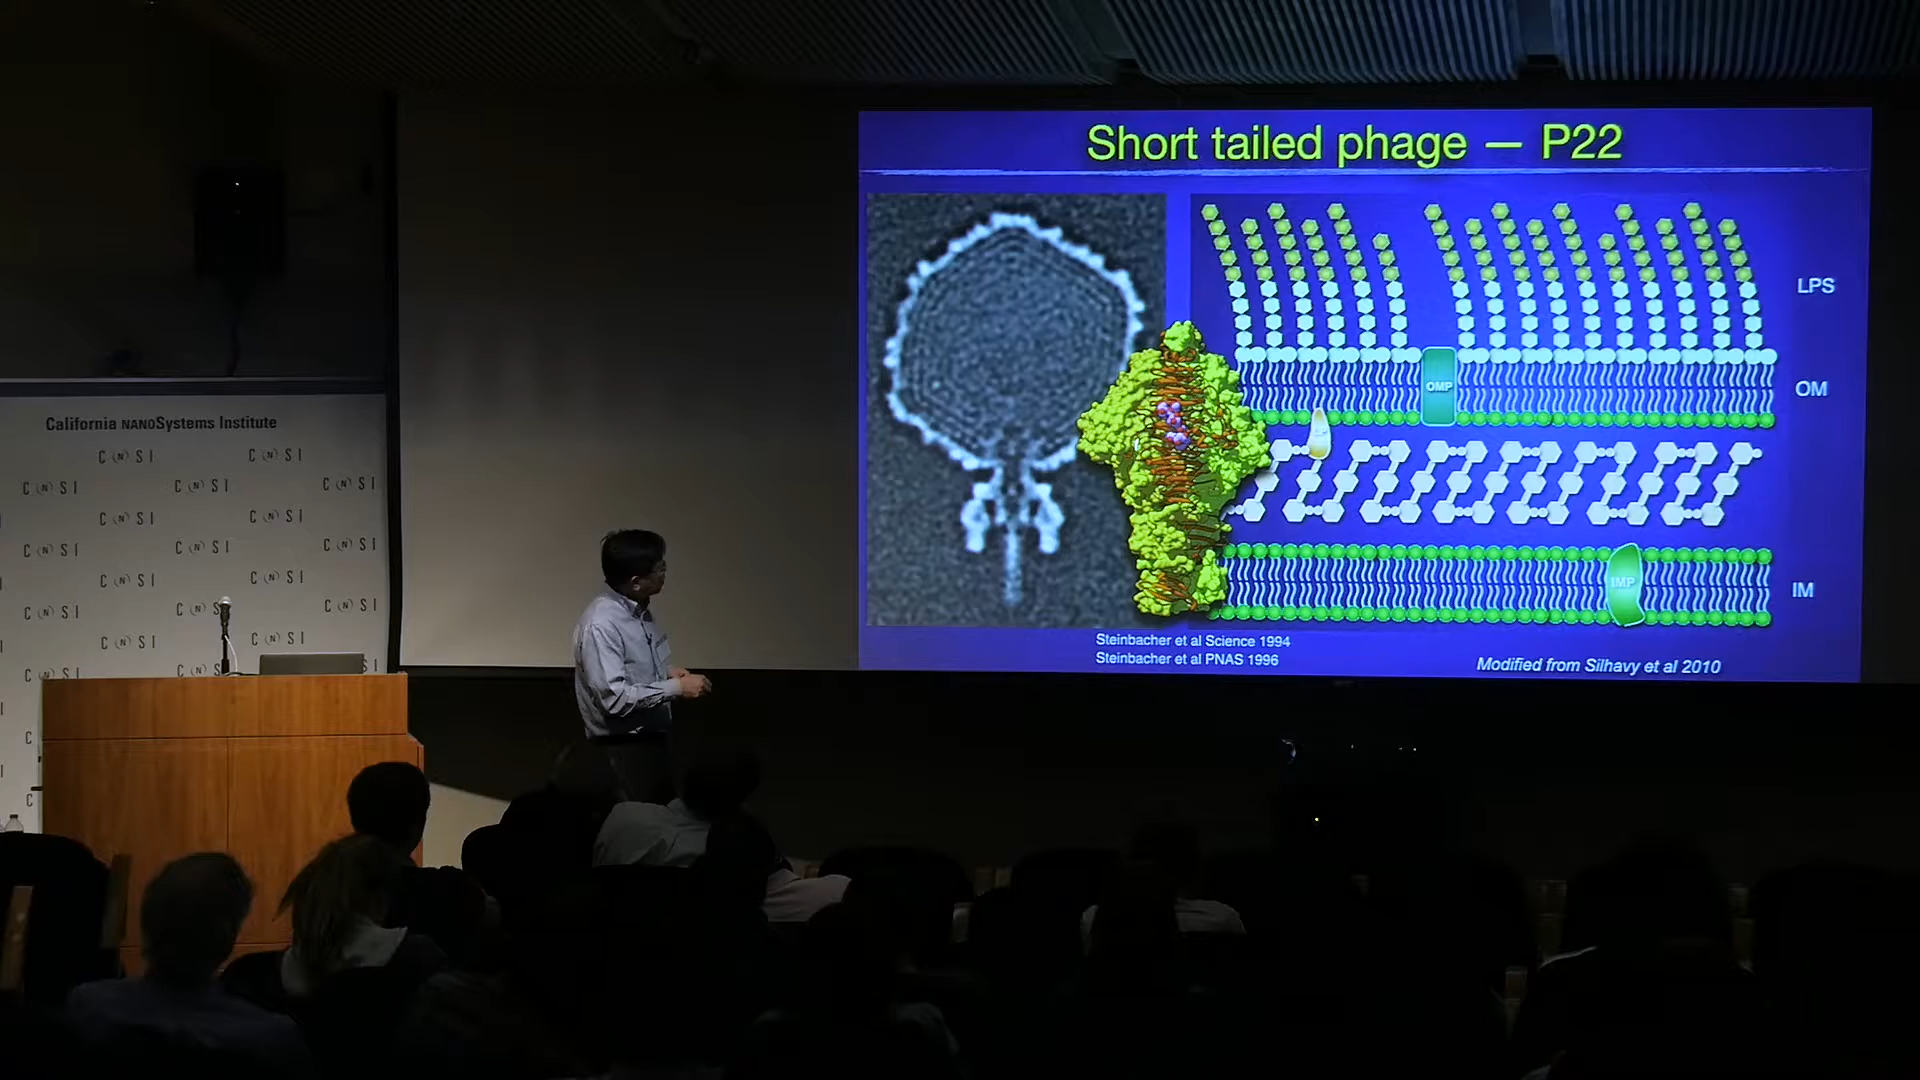 Short tailed phage — P22
LPS
OMP
OM
IMP
IM
Steinbacher et al Science 1994
Steinbacher et al PNAS 1996
Modified from Silhavy et al 2010
California NANOSystems Institute
C (N) S I C (N) S I
C (N) S I C (N) S I C (N) S I
C (N) S I C (N) S I
C (N) S I C (N) S I C (N) S I
C (N) S I C (N) S I
C (N) S I C (N) S C (N) S I
C (N) S I C (N) S I
C (N) S I C (N) S S I
C
C